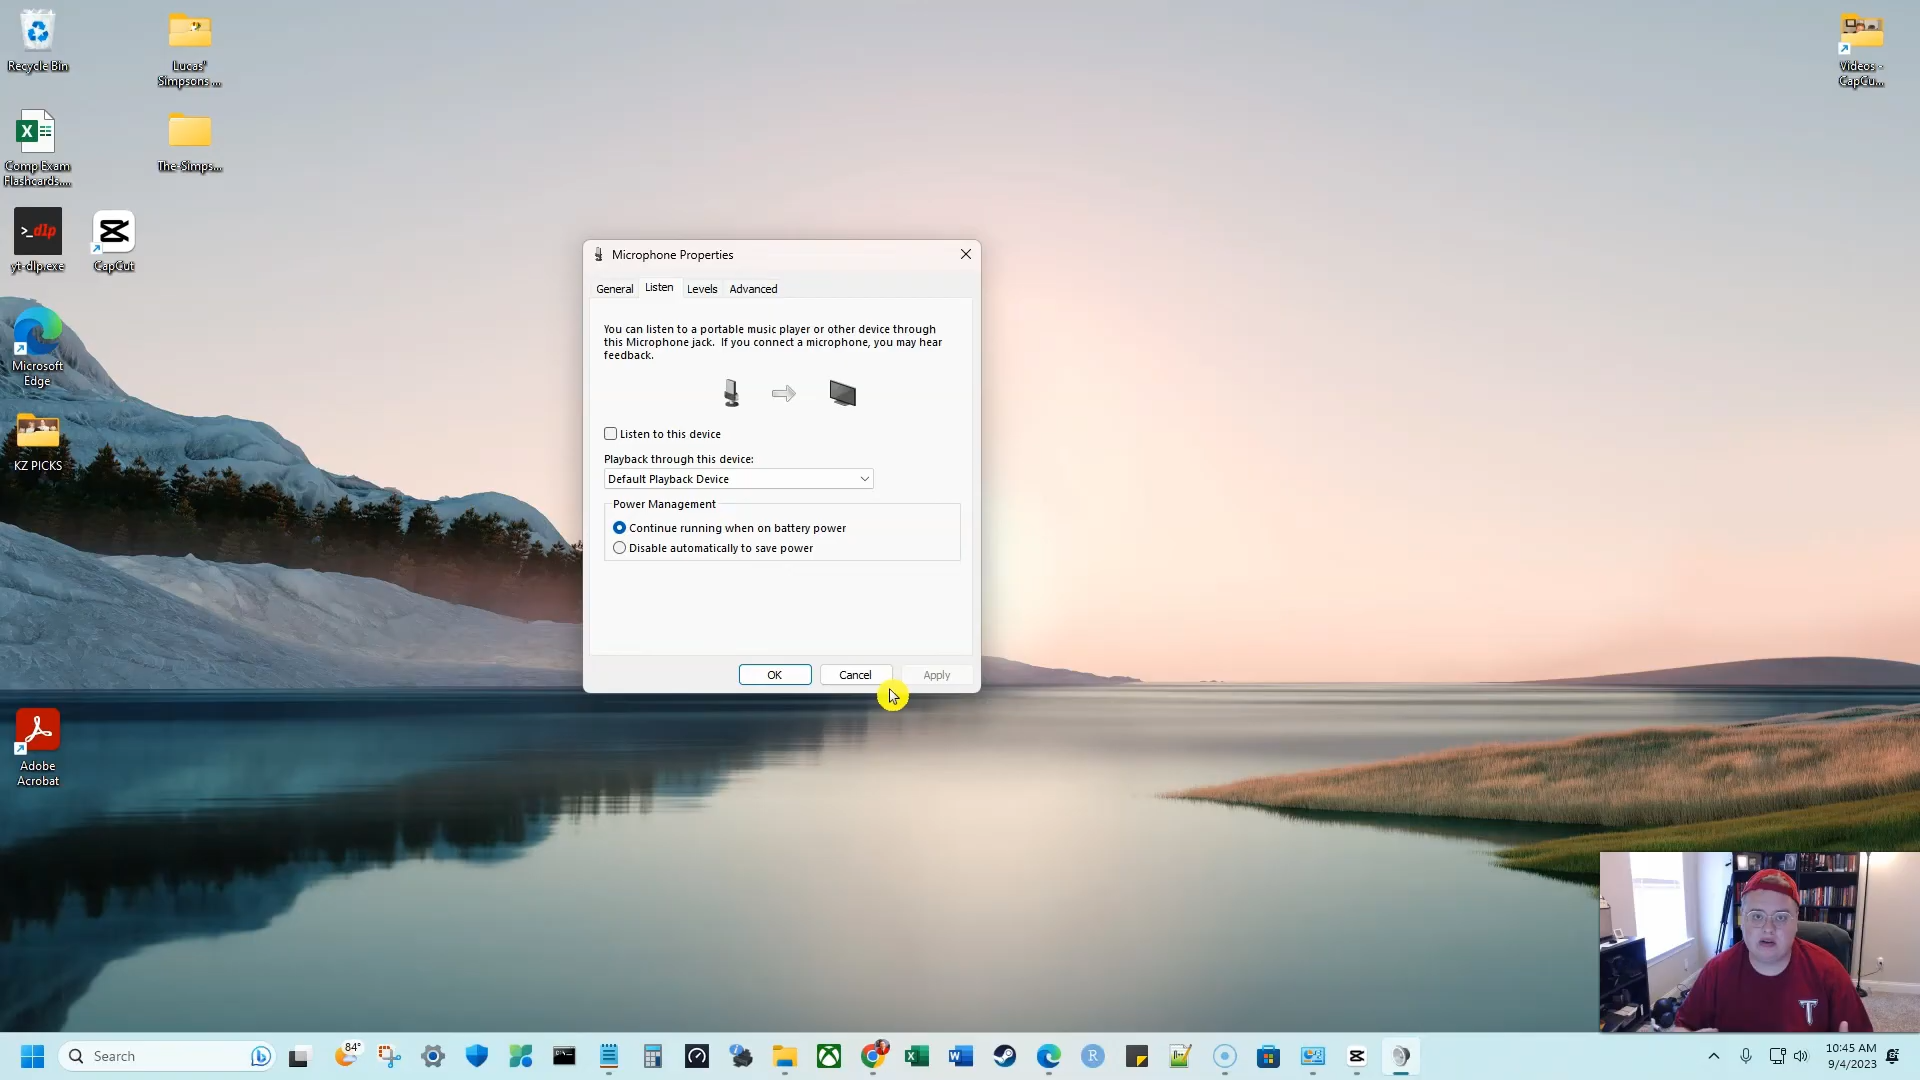 Recycle Bin
Lucas'
Simpsons ...
Videos -
CapCu...
Comp Exam
Flashcards....
The-Simps...
>_dlp
yt-dlp.exe
CapCut
Microsoft
Edge
KZ PICKS
Adobe
Acrobat
Microphone Properties
General
Listen
Levels
Advanced
You can listen to a portable music player or other device through
this Microphone jack. If you connect a microphone, you may hear
feedback.
Listen to this device
Playback through this device:
Default Playback Device
Power Management
Continue running when on battery power
Disable automatically to save power
OK
Cancel
Apply
T
Search
84°
10:45 AM
9/4/2023